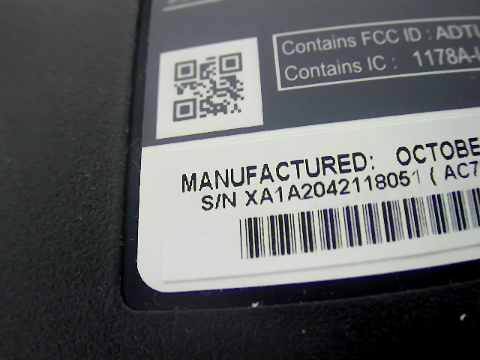 Contains FCC ID : ADTU
Contains IC : 1178A-
MANUFACTURED: OCTOBE
S/N XA1A2042118051 ( AC7